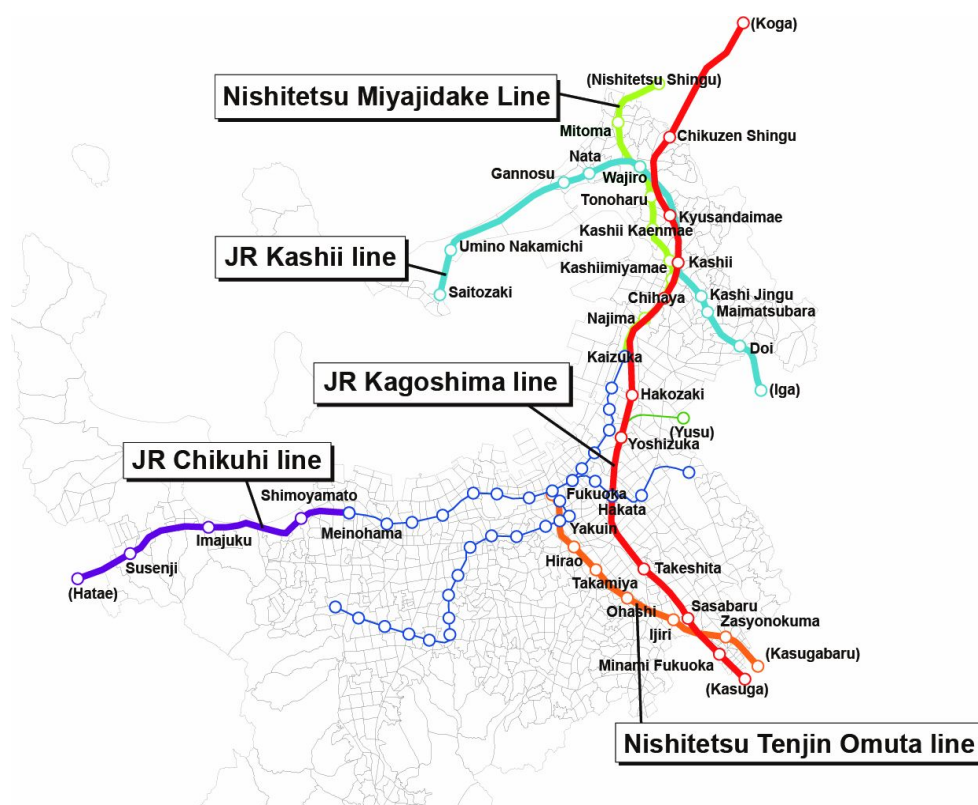 (Koga)
(Nishitetsu Shingu)
Nishitetsu Miyajidake Line
Mitoma
Chikuzen Shingu
Nata
Gannosu
Wajiro
Tonoharu
Kyusandaimae
Kashii Kaenmae
Umino Nakamichi
JR Kashii line
Kashiimiyamae
Kashii
Saitozaki
Chihaya
Kashi Jingu
Maimatsubara
Najima
Doi
Kaizuka
JR Kagoshima line
Hakozaki
(Iga)
(Yusu)
Yoshizuka
JR Chikuhi line
Shimoyamato
Fukuoka
Hakata
Meinohama
Yakuin
Imajuku
Hirao
Susenji
Takeshita
Takamiya
(Hatae)
Ohashi
Sasabaru
Zasyonokuma
Ijiri
Minami Fukuoka
(Kasugabaru)
(Kasuga)
Nishitetsu Tenjin Omuta line